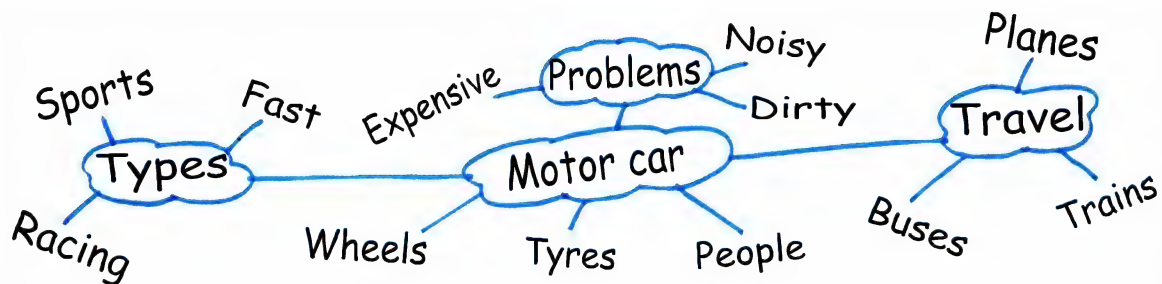 Planes
Noisy
Problems
Sports
Fast
Expensive
Dirty
Travel
Types
Motor car
Racing
Wheels
Tyres
People
Buses
Trains